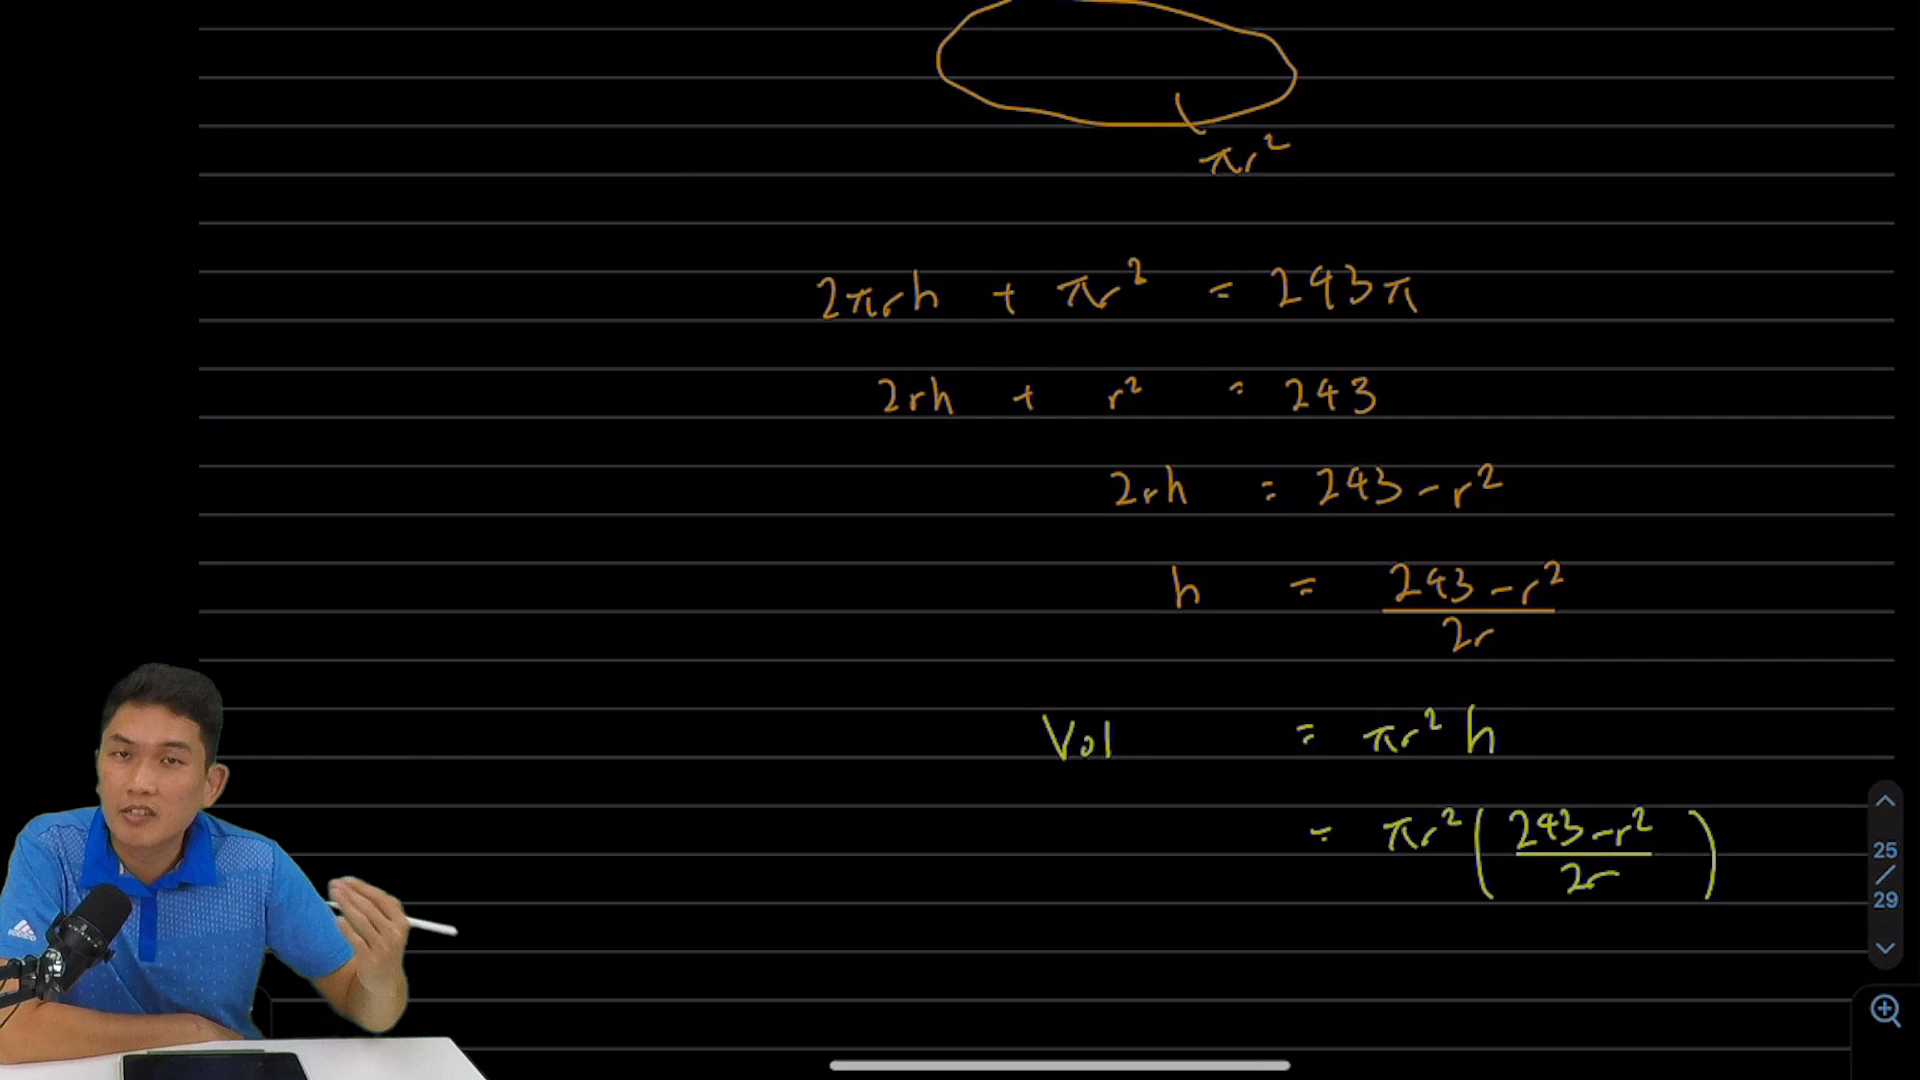 πr²
2πrh + πr² = 243π
2rh + r² = 243
2rh = 243 - r²
h = (243 - r²)/2r
Vol = πr² h
= πr² ( (243 - r²)/2r )
25
/
29